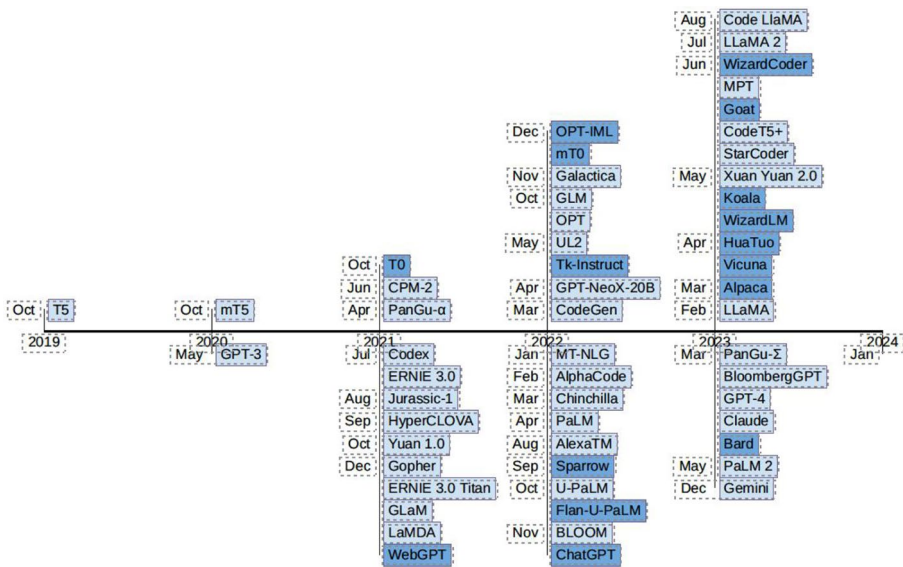 Aug Code LlaMA
Jul LLaMA 2
Jun WizardCoder
MPT
Goat
Dec OPT-IML CodeT5+
mT0 StarCoder
Nov Galactica May Xuan Yuan 2.0
Oct GLM Koala
OPT WizardLM
May UL2 Apr HuaTuo
Oct T0 Tk-Instruct Vicuna
Jun CPM-2 Apr GPT-NeoX-20B Mar Alpaca
Oct T5 Oct mT5 Apr PanGu-α Mar CodeGen Feb LLaMA
2019 2020 2021 2022 2023 2024
May GPT-3 Jul Codex Jan MT-NLG Mar PanGu-Σ Jan
ERNIE 3.0 Feb AlphaCode BloombergGPT
Aug Jurassic-1 Mar Chinchilla GPT-4
Sep HyperCLOVA Apr PaLM Claude
Oct Yuan 1.0 Aug AlexaTM Bard
Dec Gopher Sep Sparrow May PaLM 2
ERNIE 3.0 Titan Oct U-PaLM Dec Gemini
GLaM Flan-U-PaLM
LaMDA Nov BLOOM
WebGPT ChatGPT